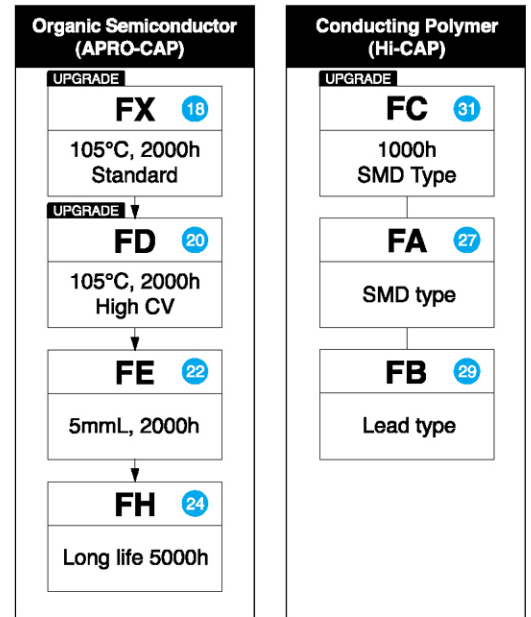 Organic Semiconductor
(APRO-CAP)
UPGRADE
FX 18
105°C, 2000h
Standard
UPGRADE
FD 20
105°C, 2000h
High CV
FE 22
5mmL, 2000h
FH 24
Long life 5000h
Conducting Polymer
(Hi-CAP)
UPGRADE
FC 31
1000h
SMD Type
FA 27
SMD type
FB 29
Lead type